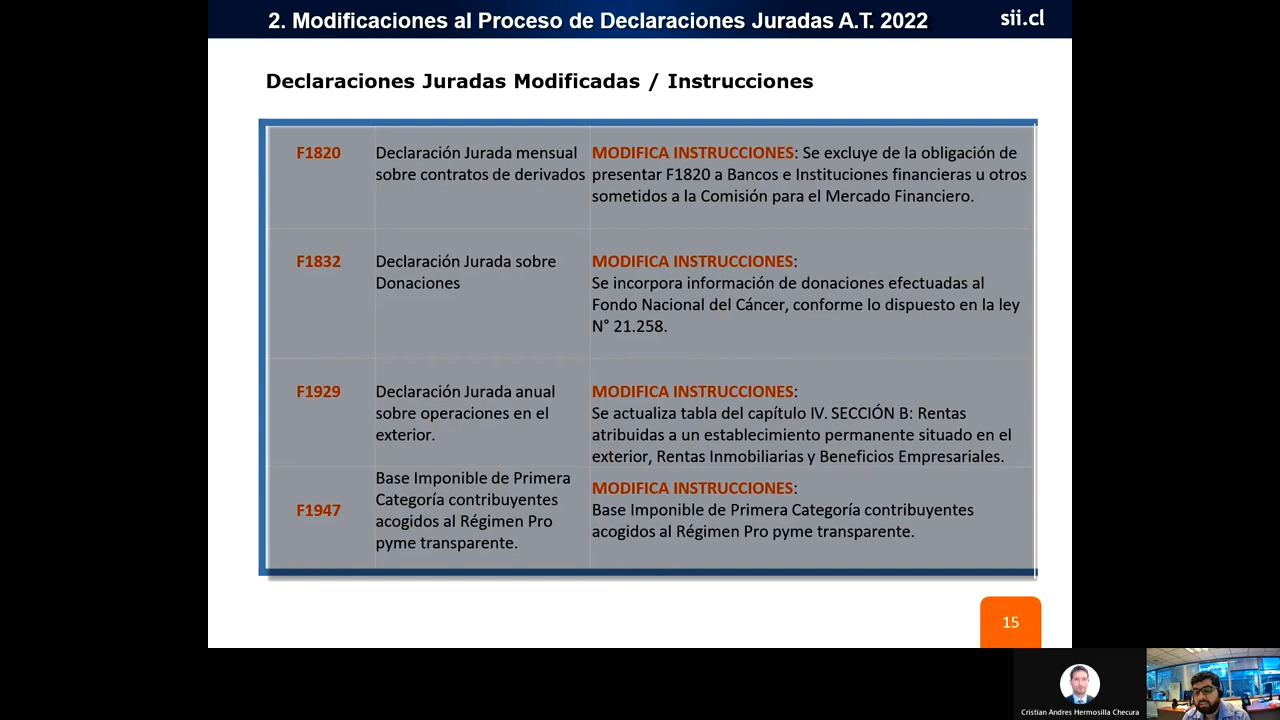 2. Modificaciones al Proceso de Declaraciones Juradas A.T. 2022
sii.cl
Declaraciones Juradas Modificadas / Instrucciones
F1820
Declaración Jurada mensual
sobre contratos de derivados
MODIFICA INSTRUCCIONES: Se excluye de la obligación de
presentar F1820 a Bancos e Instituciones financieras u otros
sometidos a la Comisión para el Mercado Financiero.
F1832
Declaración Jurada sobre
Donaciones
MODIFICA INSTRUCCIONES:
Se incorpora información de donaciones efectuadas al
Fondo Nacional del Cáncer, conforme lo dispuesto en la ley
N° 21.258.
F1929
Declaración Jurada anual
sobre operaciones en el
exterior.
MODIFICA INSTRUCCIONES:
Se actualiza tabla del capítulo IV. SECCIÓN B: Rentas
atribuidas a un establecimiento permanente situado en el
exterior, Rentas Inmobiliarias y Beneficios Empresariales.
F1947
Base Imponible de Primera
Categoría contribuyentes
acogidos al Régimen Pro
pyme transparente.
MODIFICA INSTRUCCIONES:
Base Imponible de Primera Categoría contribuyentes
acogidos al Régimen Pro pyme transparente.
15
Cristian Andres Hermosilla Checura